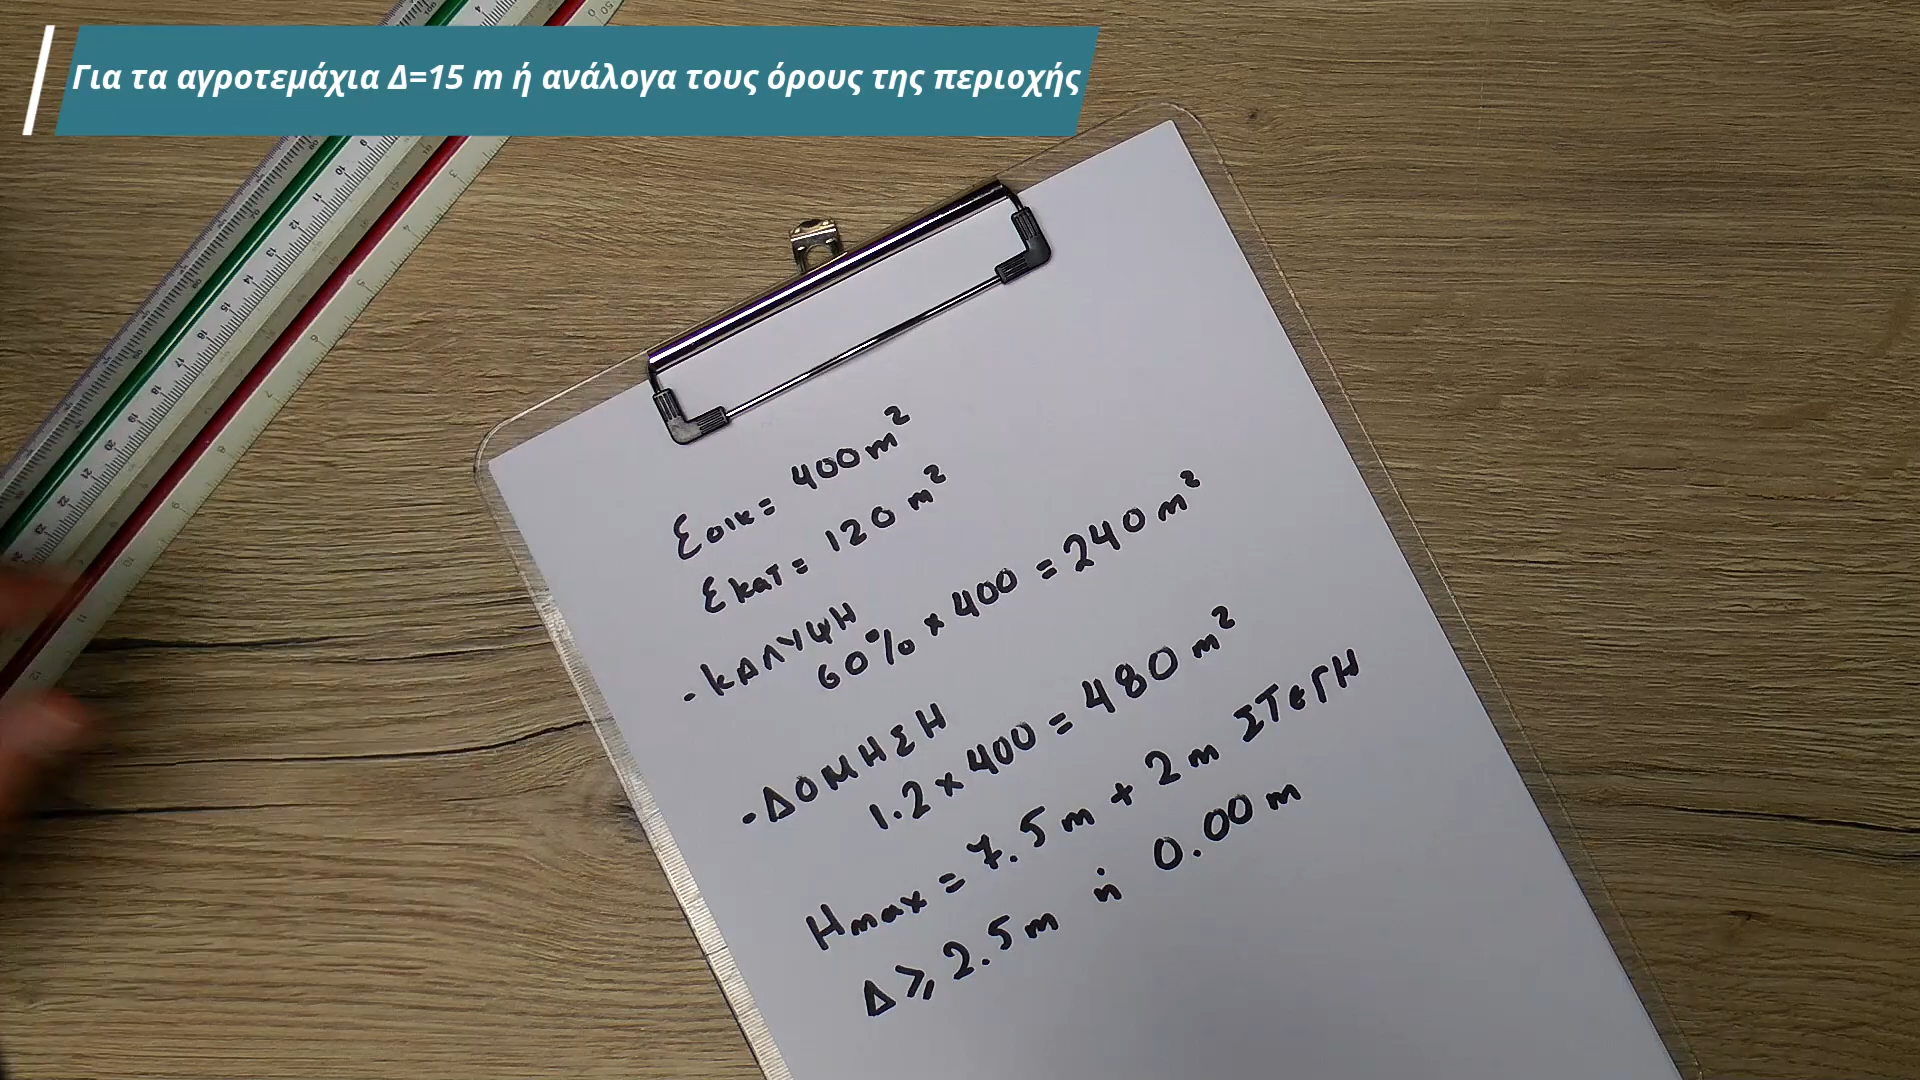 Για τα αγροτεμάχια Δ=15 m ή ανάλογα τους όρους της περιοχής
Εοικ= 400m²
Εκατ= 120 m²
- ΚΑΛΥΨΗ
60% × 400 = 240 m²
- ΔΟΜΗΣΗ
1.2 × 400 = 480 m²
Hmax = 7.5 m + 2 m ΣΤΕΓΗ
Δ ⩾ 2.5 m ή 0.00 m